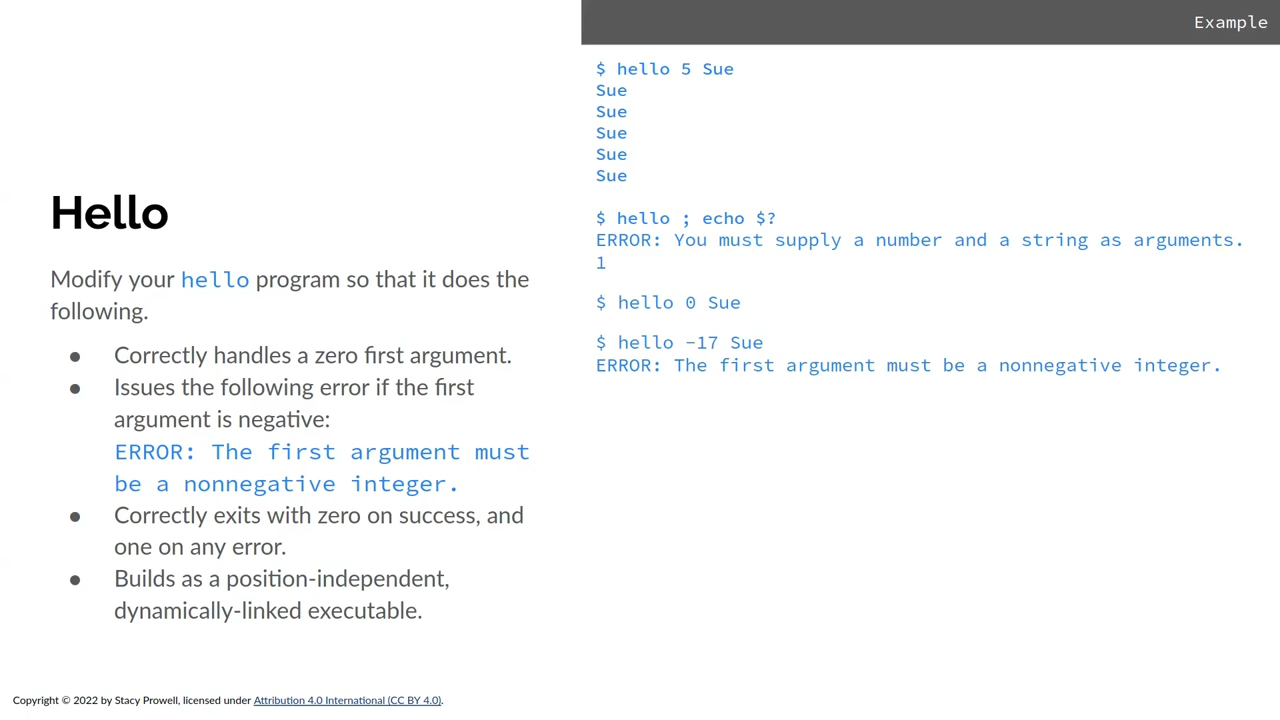 Example
Hello
Modify your hello program so that it does the
following.
● Correctly handles a zero first argument.
● Issues the following error if the first
argument is negative:
ERROR: The first argument must
be a nonnegative integer.
● Correctly exits with zero on success, and
one on any error.
● Builds as a position-independent,
dynamically-linked executable.
$ hello 5 Sue
Sue
Sue
Sue
Sue
Sue
$ hello ; echo $?
ERROR: You must supply a number and a string as arguments.
1
$ hello 0 Sue
$ hello -17 Sue
ERROR: The first argument must be a nonnegative integer.
Copyright © 2022 by Stacy Prowell, licensed under Attribution 4.0 International (CC BY 4.0).